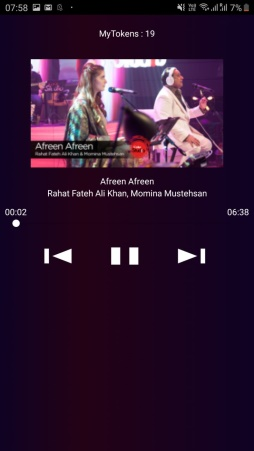 07:58
7%
MyTokens : 19
Afreen Afreen
Rahat Fateh Ali Khan & Momina Mustehsan
Afreen Afreen
Rahat Fateh Ali Khan, Momina Mustehsan
00:02
06:38